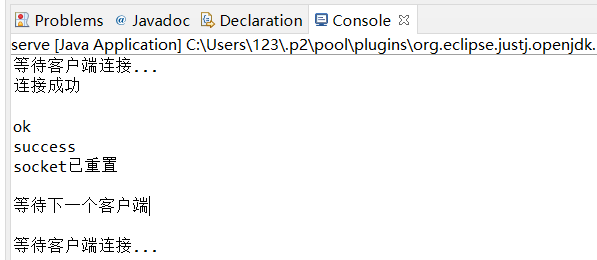 Problems @ Javadoc Declaration Console
serve [Java Application] C:\Users\123\.p2\pool\plugins\org.eclipse.justj.openjdk.
等待客户端连接...
连接成功
ok
success
socket已重置
等待下一个客户端
等待客户端连接...